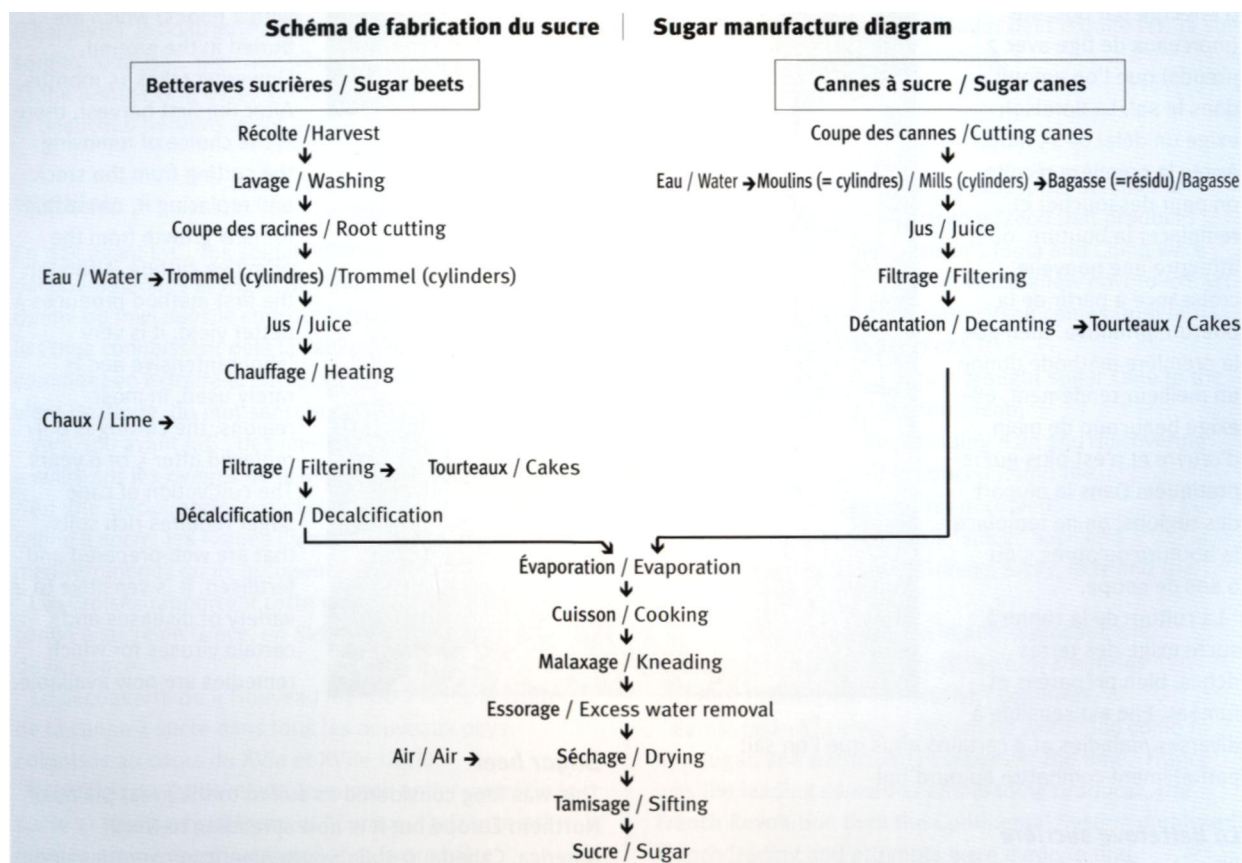 Schéma de fabrication du sucre | Sugar manufacture diagram
Betteraves sucrières / Sugar beets
Récolte / Harvest
Lavage / Washing
Coupe des racines / Root cutting
Eau / Water → Trommel (cylindres) / Trommel (cylinders)
Jus / Juice
Chauffage / Heating
Chaux / Lime →
Filtrage / Filtering → Tourteaux / Cakes
Décalcification / Decalcification
Cannes à sucre / Sugar canes
Coupe des cannes / Cutting canes
Eau / Water → Moulins (= cylindres) / Mills (cylinders) → Bagasse (=résidu)/Bagasse
Jus / Juice
Filtrage / Filtering
Décantation / Decanting → Tourteaux / Cakes
Évaporation / Evaporation
Cuisson / Cooking
Malaxage / Kneading
Essorage / Excess water removal
Air / Air → Séchage / Drying
Tamisage / Sifting
Sucre / Sugar